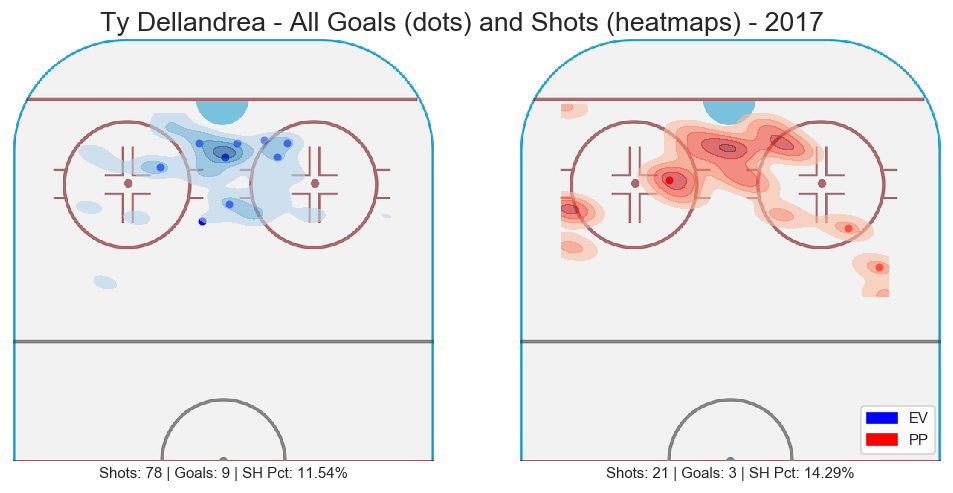 Ty Dellandrea - All Goals (dots) and Shots (heatmaps) - 2017
EV
PP
Shots: 78 | Goals: 9 | SH Pct: 11.54%
Shots: 21 | Goals: 3 | SH Pct: 14.29%